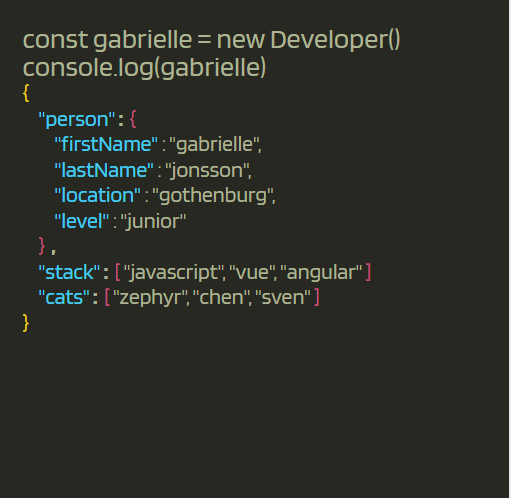 const gabrielle = new Developer()
console.log(gabrielle)
{
"person" : {
"firstName" : "gabrielle",
"lastName" : "jonsson",
"location" : "gothenburg",
"level" : "junior"
} ,
"stack" : [ "javascript", "vue", "angular" ]
"cats" : [ "zephyr", "chen", "sven" ]
}